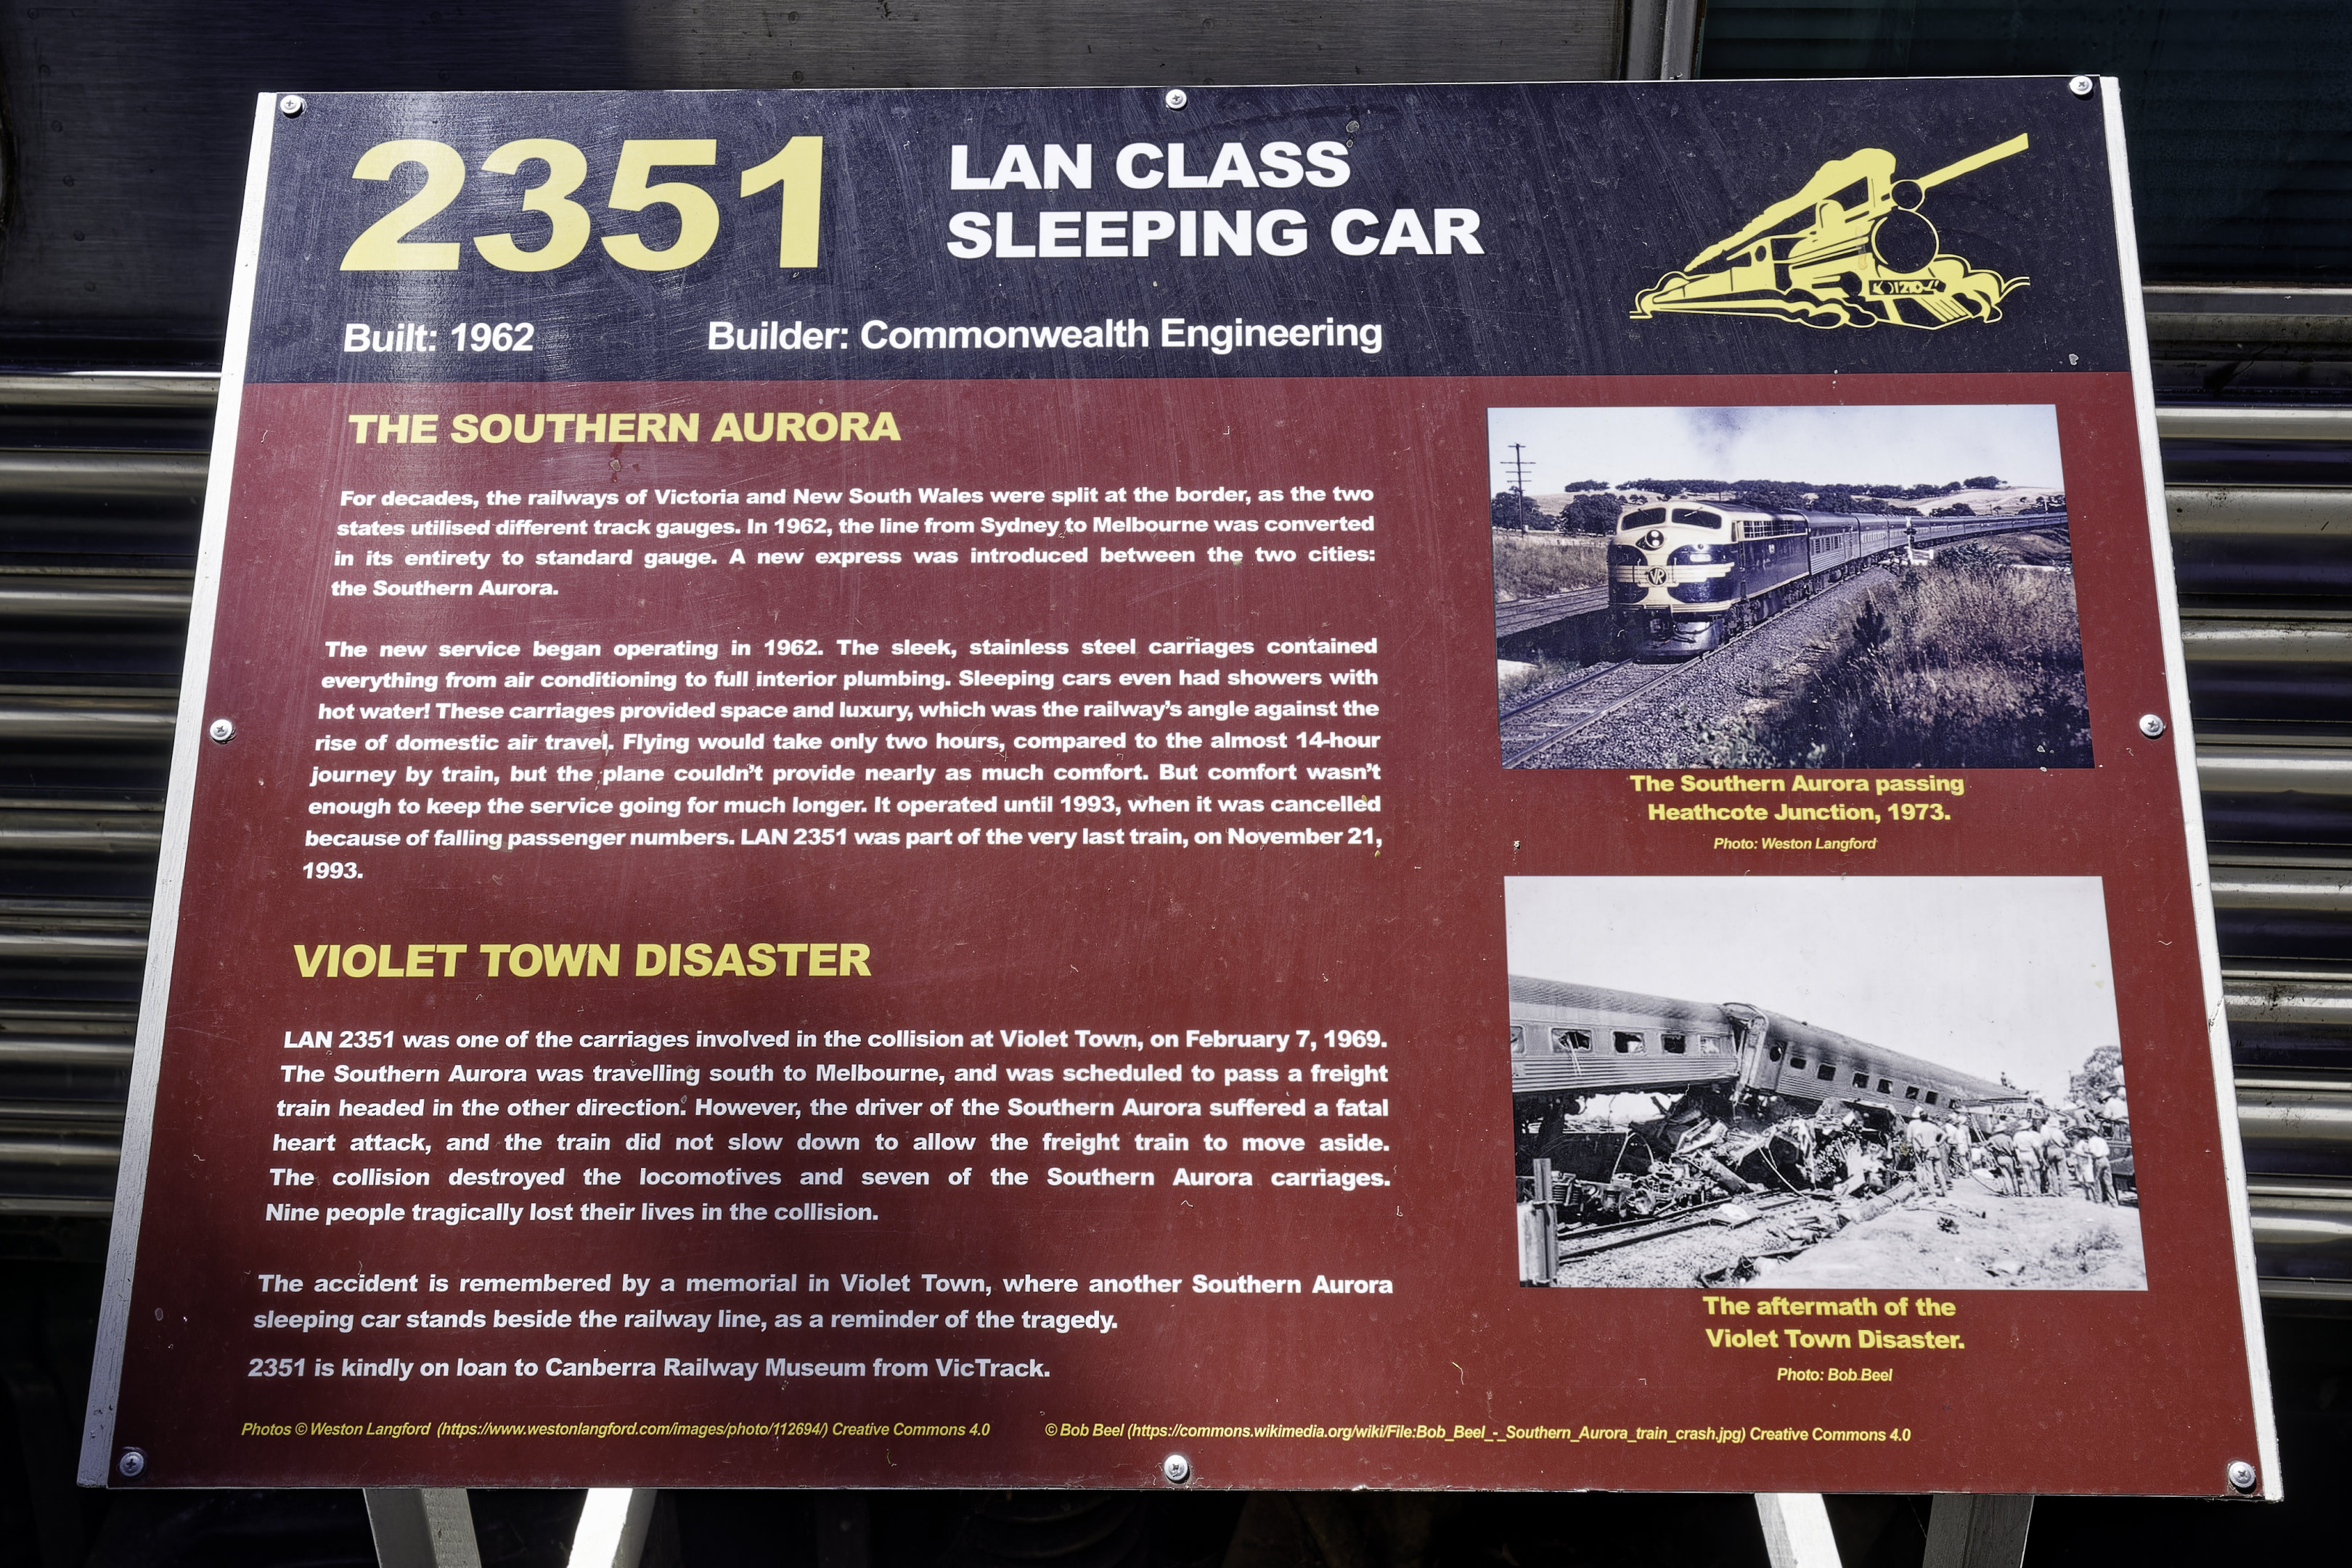 2351
LAN CLASS
SLEEPING CAR
Built: 1962
Builder: Commonwealth Engineering
THE SOUTHERN AURORA
For decades, the railways of Victoria and New South Wales were split at the border, as the two
states utilised different track gauges. In 1962, the line from Sydney to Melbourne was converted
in its entirety to standard gauge. A new express was introduced between the two cities:
the Southern Aurora.
The new service began operating in 1962. The sleek, stainless steel carriages contained
everything from air conditioning to full interior plumbing. Sleeping cars even had showers with
hot water! These carriages provided space and luxury, which was the railway's angle against the
rise of domestic air travel. Flying would take only two hours, compared to the almost 14-hour
journey by train, but the plane couldn't provide nearly as much comfort. But comfort wasn't
enough to keep the service going for much longer. It operated until 1993, when it was cancelled
because of falling passenger numbers. LAN 2351 was part of the very last train, on November 21,
1993.
VIOLET TOWN DISASTER
LAN 2351 was one of the carriages involved in the collision at Violet Town, on February 7, 1969.
The Southern Aurora was travelling south to Melbourne, and was scheduled to pass a freight
train headed in the other direction. However, the driver of the Southern Aurora suffered a fatal
heart attack, and the train did not slow down to allow the freight train to move aside.
The collision destroyed the locomotives and seven of the Southern Aurora carriages.
Nine people tragically lost their lives in the collision.
The accident is remembered by a memorial in Violet Town, where another Southern Aurora
sleeping car stands beside the railway line, as a reminder of the tragedy.
2351 is kindly on loan to Canberra Railway Museum from VicTrack.
VR
The Southern Aurora passing
Heathcote Junction, 1973.
Photo: Weston Langford
The aftermath of the
Violet Town Disaster.
Photo: Bob Beel
Photos © Weston Langford (https://www.westonlangford.com/images/photo/112694/) Creative Commons 4.0
© Bob Beel (https://commons.wikimedia.org/wiki/File:Bob_Beel_-_Southern_Aurora_train_crash.jpg) Creative Commons 4.0